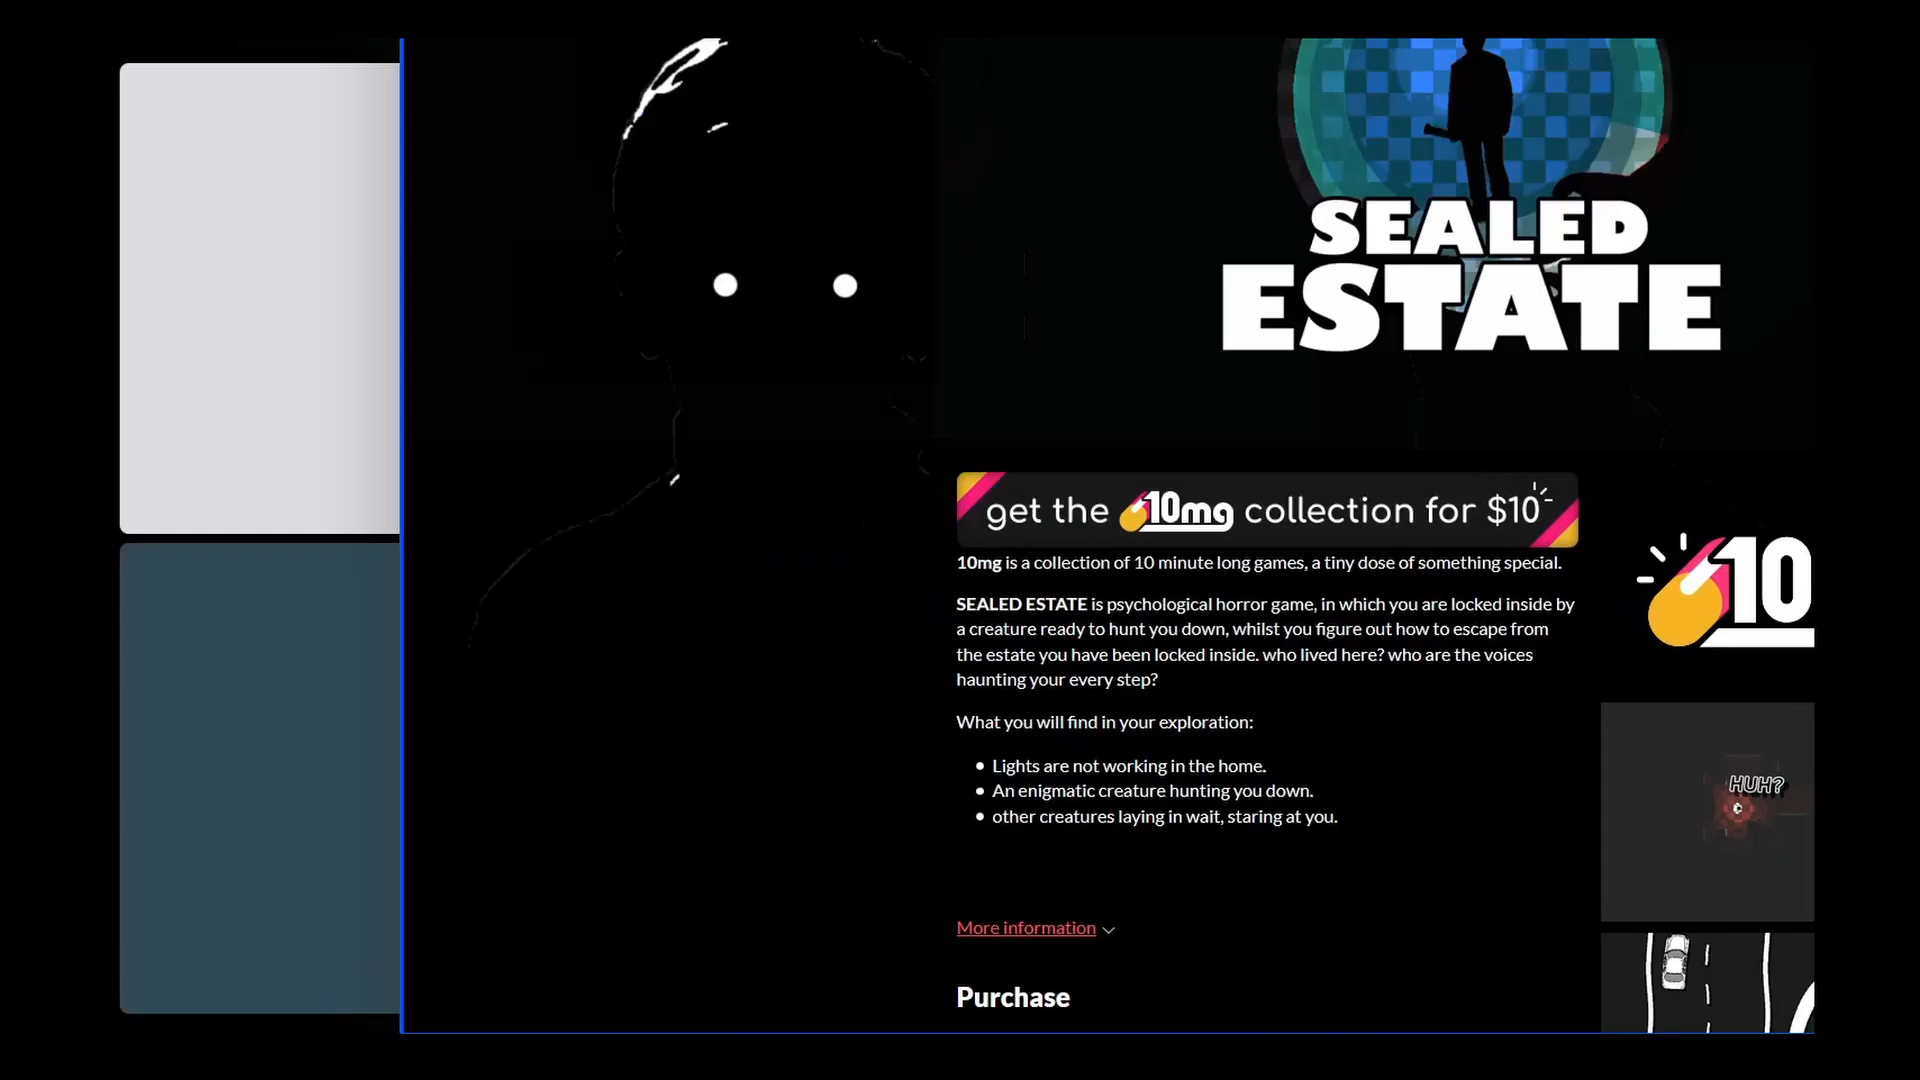 SEALED
ESTATE
get the 10mg collection for $10
10mg is a collection of 10 minute long games, a tiny dose of something special.
10
SEALED ESTATE is psychological horror game, in which you are locked inside by
a creature ready to hunt you down, whilst you figure out how to escape from
the estate you have been locked inside. who lived here? who are the voices
haunting your every step?
What you will find in your exploration:
Lights are not working in the home.
HUH?
An enigmatic creature hunting you down.
other creatures laying in wait, staring at you.
More information
Purchase